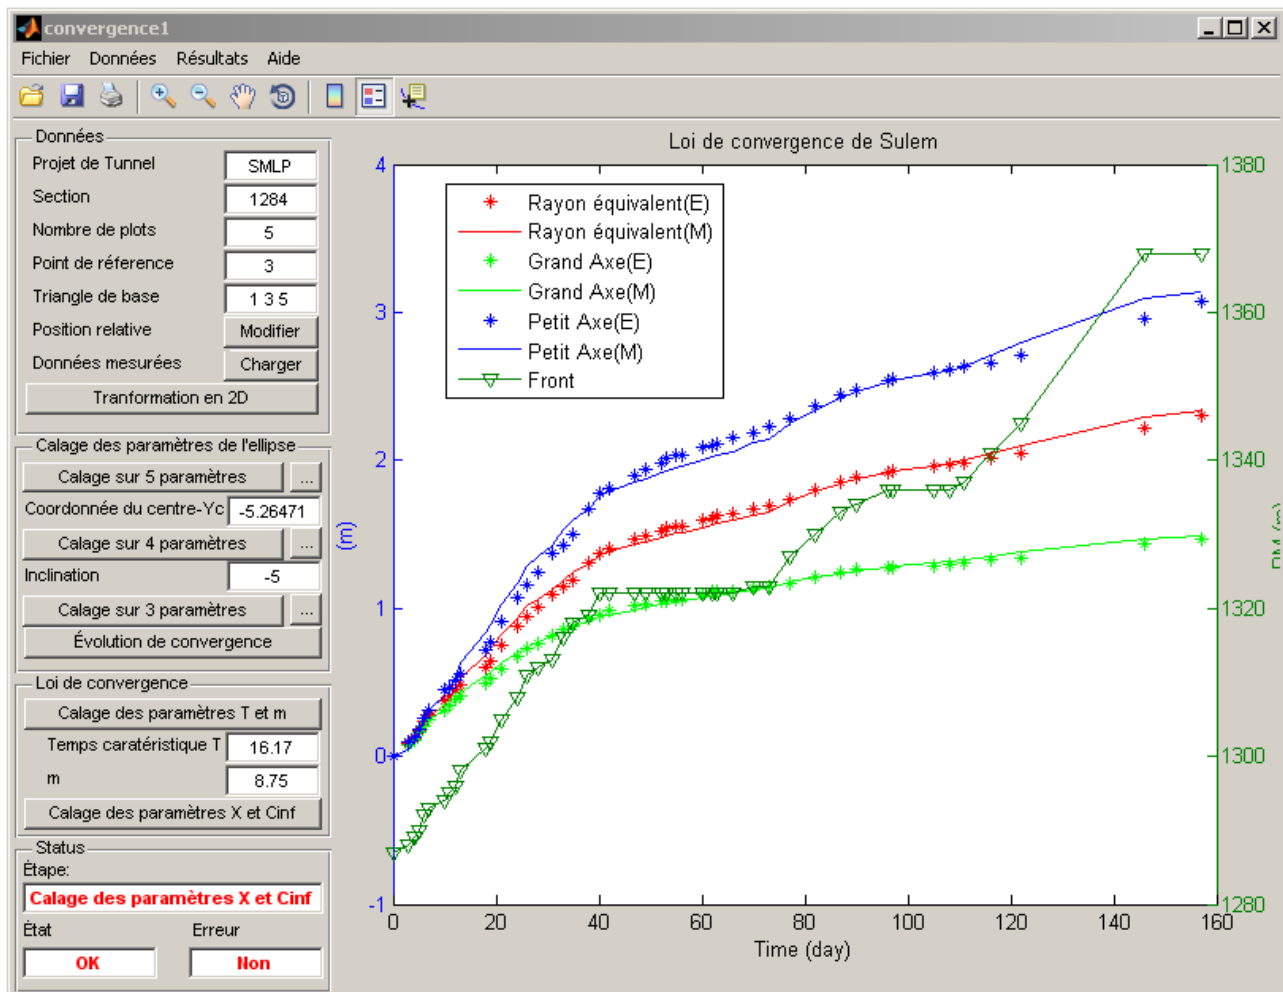 convergence1
Fichier Données Résultats Aide
Données
Projet de Tunnel SMLP
Section 1284
Nombre de plots 5
Point de réference 3
Triangle de base 1 3 5
Position relative Modifier
Données mesurées Charger
Tranformation en 2D
Calage des paramètres de l'ellipse
Calage sur 5 paramètres ...
Coordonnée du centre-Yc -5.26471
Calage sur 4 paramètres ...
Inclination -5
Calage sur 3 paramètres ...
Évolution de convergence
Loi de convergence
Calage des paramètres T et m
Temps caratéristique T 16.17
m 8.75
Calage des paramètres X et Cinf
Status
Étape:
Calage des paramètres X et Cinf
État Erreur
OK Non
Loi de convergence de Sulem
Rayon équivalent(E)
Rayon équivalent(M)
Grand Axe(E)
Grand Axe(M)
Petit Axe(E)
Petit Axe(M)
Front
4
3
2
1
0
-1
(m)
1380
1360
1340
1320
1300
1280
PM (m)
0 20 40 60 80 100 120 140 160
Time (day)